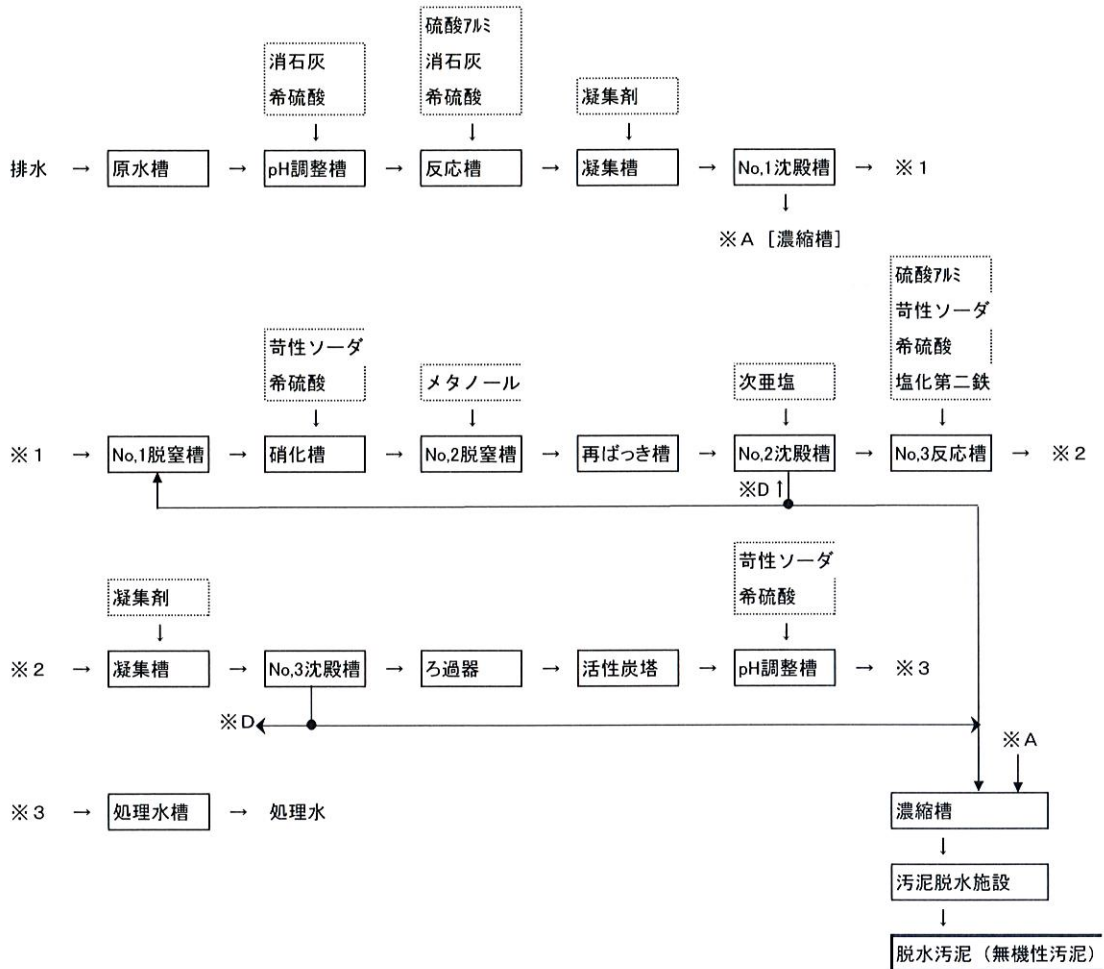 硫酸アルミ
消石灰
消石灰
希硫酸
希硫酸
凝集剤
排水 → 原水槽 → pH調整槽 → 反応槽 → 凝集槽 → No,1沈殿槽 → ※1
※A [濃縮槽]
硫酸アルミ
苛性ソーダ
苛性ソーダ
希硫酸
希硫酸
メタノール
次亜塩
塩化第二鉄
※1 → No,1脱窒槽 → 硝化槽 → No,2脱窒槽 → 再ばっき槽 → No,2沈殿槽 → No,3反応槽 → ※2
※D↑
苛性ソーダ
凝集剤
希硫酸
※2 → 凝集槽 → No,3沈殿槽 → ろ過器 → 活性炭塔 → pH調整槽 → ※3
※D
※A
※3 → 処理水槽 → 処理水
濃縮槽
汚泥脱水施設
脱水汚泥(無機性汚泥)